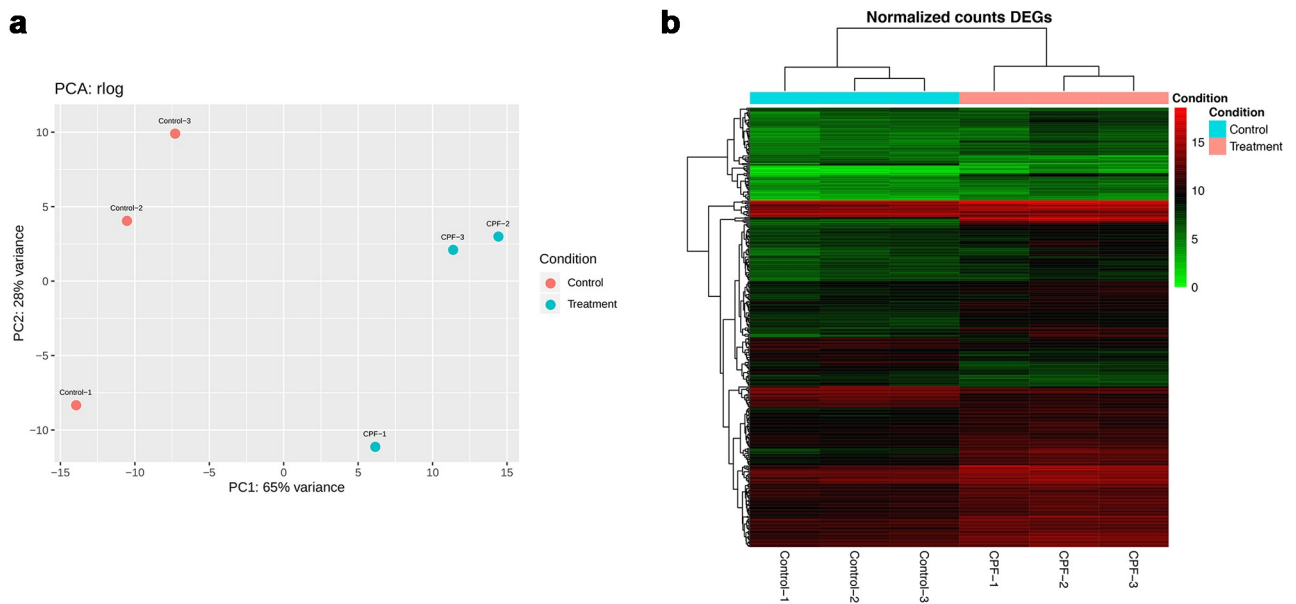 a
PCA: rlog
PC2: 28% variance
10
5
0
−5
−10
Control−3
Control−2
CPF−2
CPF−3
Control−1
CPF−1
−15
−10
−5
0
5
10
15
PC1: 65% variance
Condition
Control
Treatment
b
Normalized counts DEGs
Condition
15
10
5
0
Condition
Control
Treatment
Control−1
Control−2
Control−3
CPF−1
CPF−2
CPF−3